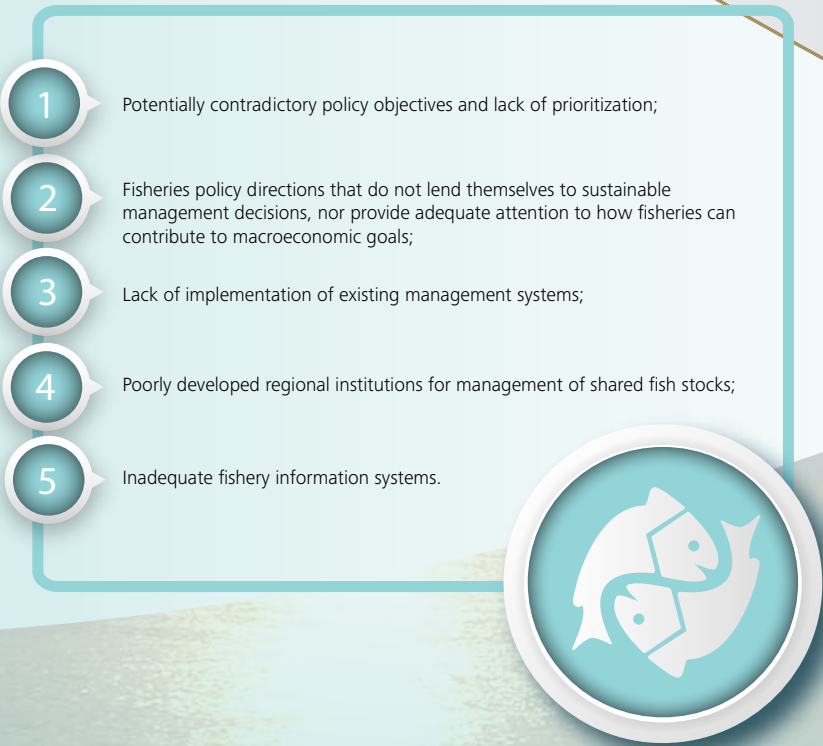 1
Potentially contradictory policy objectives and lack of prioritization;
2
Fisheries policy directions that do not lend themselves to sustainable
management decisions, nor provide adequate attention to how fisheries can
contribute to macroeconomic goals;
3
Lack of implementation of existing management systems;
4
Poorly developed regional institutions for management of shared fish stocks;
5
Inadequate fishery information systems.